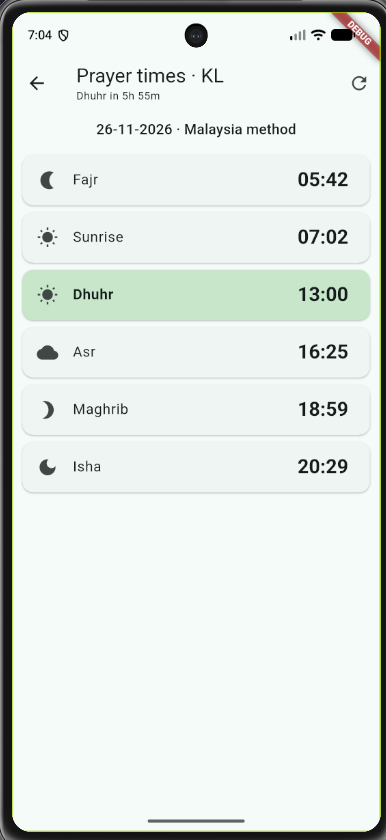 7:04
DEBUG
Prayer times · KL
Dhuhr in 5h 55m
26-11-2026 · Malaysia method
Fajr 05:42
Sunrise 07:02
Dhuhr 13:00
Asr 16:25
Maghrib 18:59
Isha 20:29